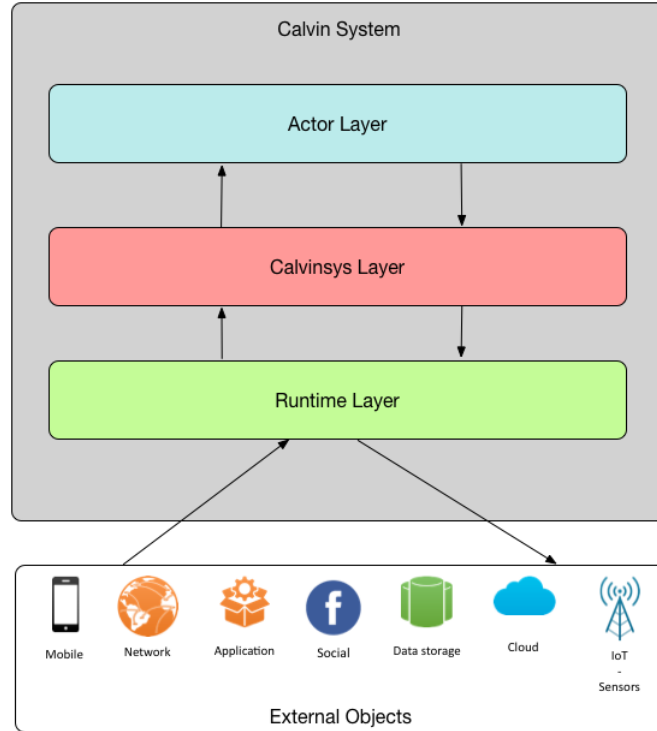 Calvin System
Actor Layer
Calvinsys Layer
Runtime Layer
Mobile
Network
Application
Social
Data storage
Cloud
IoT
-
Sensors
External Objects